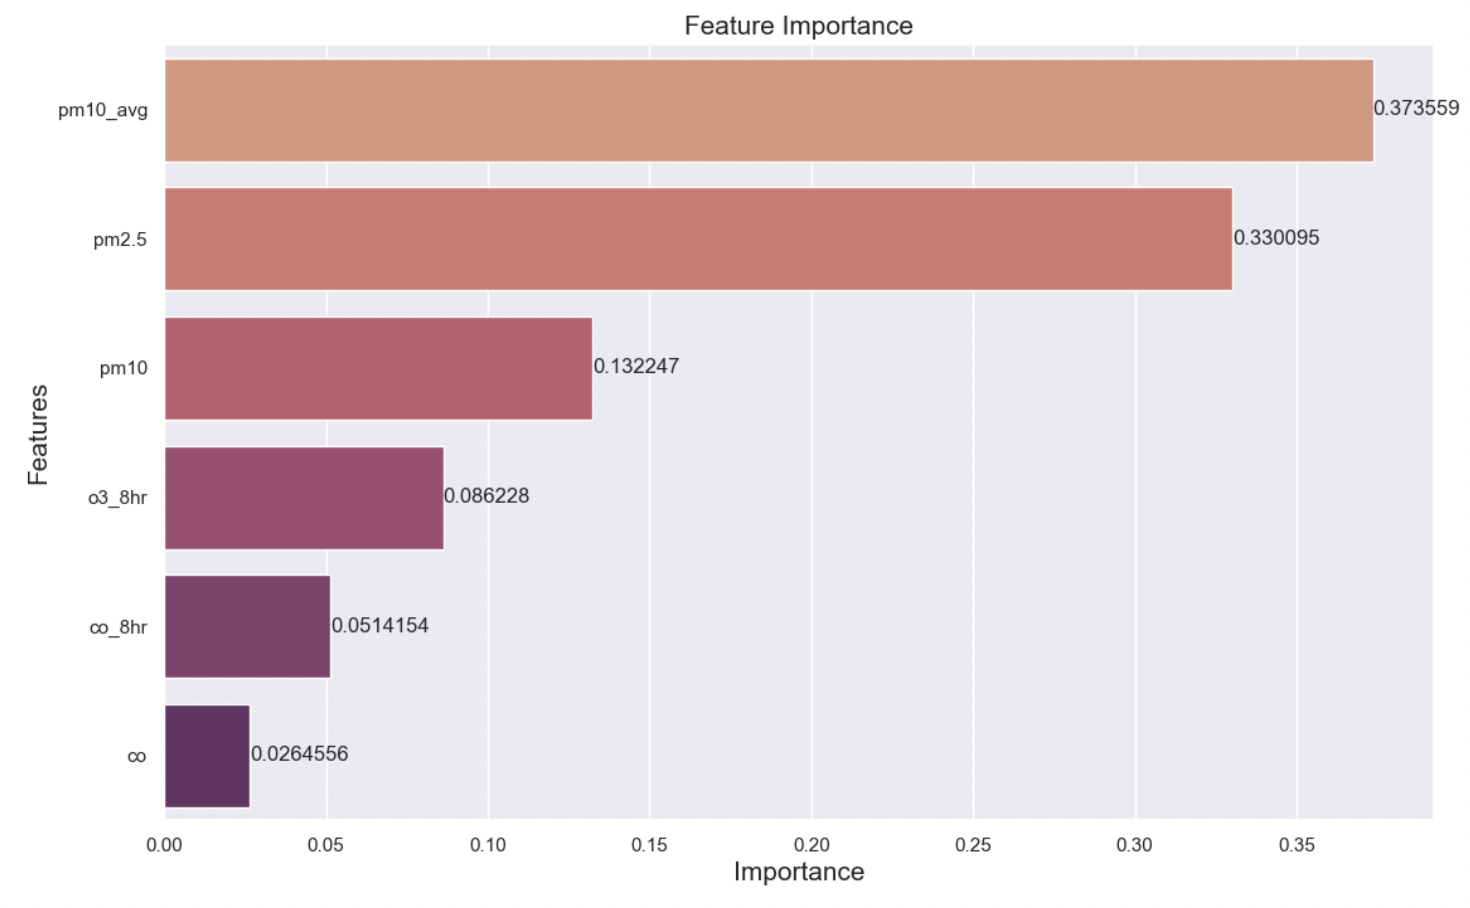 Feature Importance
pm10_avg
0.373559
pm2.5
0.330095
pm10
0.132247
Features
o3_8hr
0.086228
co_8hr
0.0514154
co
0.0264556
0.00 0.05 0.10 0.15 0.20 0.25 0.30 0.35
Importance